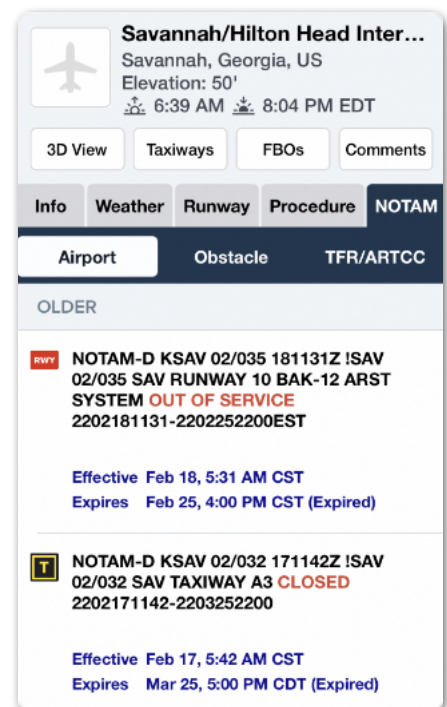 Savannah/Hilton Head Inter...
Savannah, Georgia, US
Elevation: 50'
6:39 AM 8:04 PM EDT
3D View Taxiways FBOs Comments
Info Weather Runway Procedure NOTAM
Airport Obstacle TFR/ARTCC
OLDER
RWY NOTAM-D KSAV 02/035 181131Z !SAV
02/035 SAV RUNWAY 10 BAK-12 ARST
SYSTEM OUT OF SERVICE
2202181131-2202252200EST
Effective Feb 18, 5:31 AM CST
Expires Feb 25, 4:00 PM CST (Expired)
T NOTAM-D KSAV 02/032 171142Z !SAV
02/032 SAV TAXIWAY A3 CLOSED
2202171142-2203252200
Effective Feb 17, 5:42 AM CST
Expires Mar 25, 5:00 PM CDT (Expired)